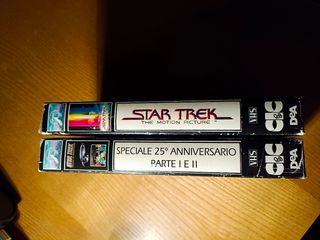 STAR TREK
THE MOTION PICTURE
VHS
CIC
SPECIALE 25° ANNIVERSARIO
PARTE I E II
VHS
CIC